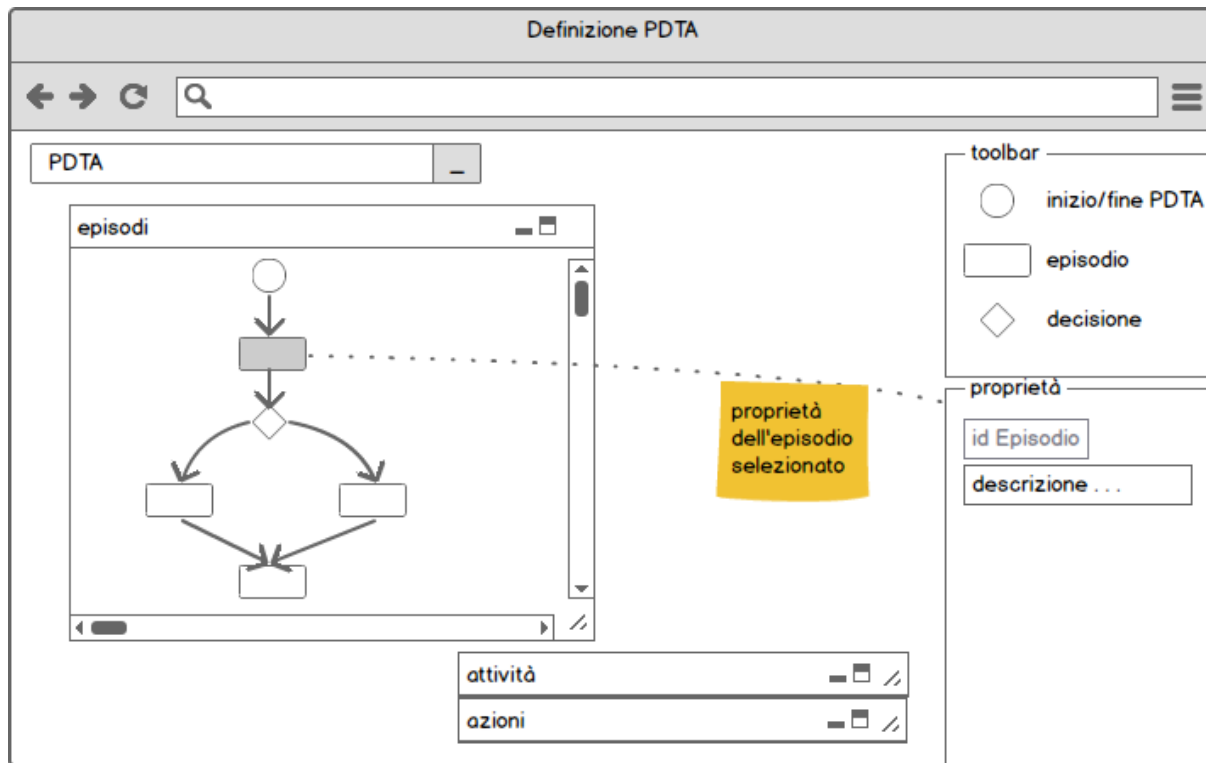 Definizione PDTA
PDTA
_
episodi
toolbar
inizio/fine PDTA
episodio
decisione
proprietà
id Episodio
descrizione . . .
proprietà
dell'episodio
selezionato
attività
azioni